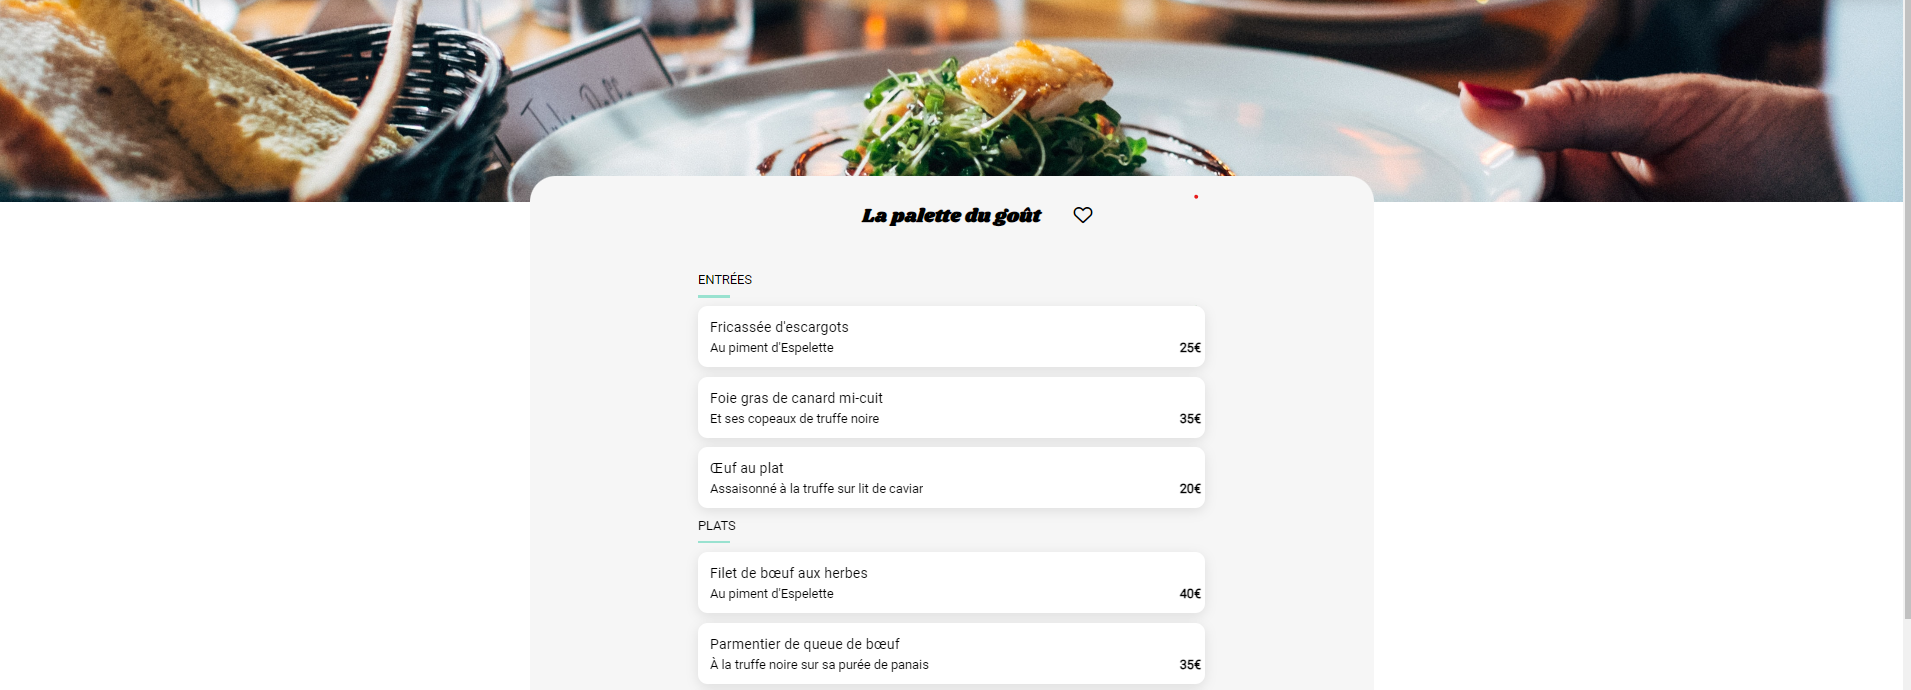 La palette du goût
ENTRÉES
Fricassée d'escargots
Au piment d'Espelette 25€
Foie gras de canard mi-cuit
Et ses copeaux de truffe noire 35€
Œuf au plat
Assaisonné à la truffe sur lit de caviar 20€
PLATS
Filet de bœuf aux herbes
Au piment d'Espelette 40€
Parmentier de queue de bœuf
À la truffe noire sur sa purée de panais 35€